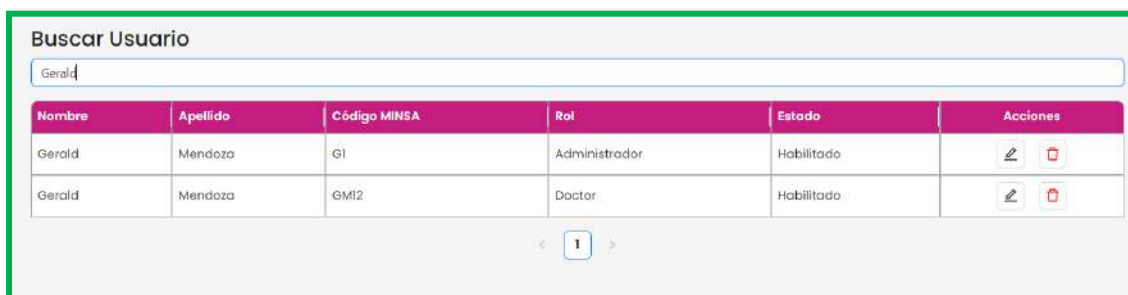 Buscar Usuario
Gerald
Nombre Apellido Código MINSA Rol Estado Acciones
Gerald Mendoza G1 Administrador Habilitado
Gerald Mendoza GM12 Doctor Habilitado
< 1 >